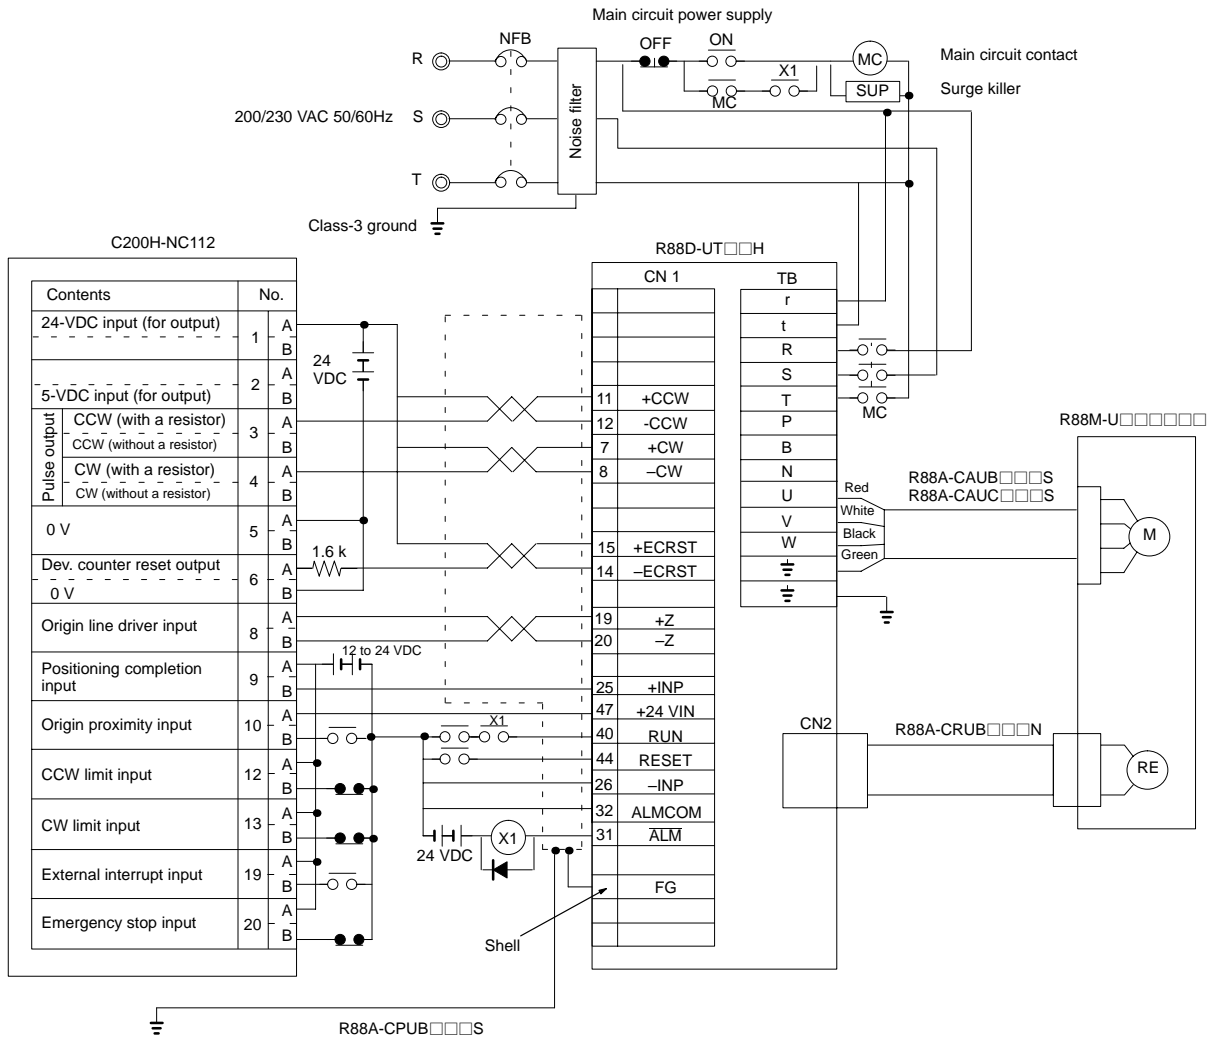 Main circuit power supply
R
NFB
OFF
ON
MC
Main circuit contact
X1
MC
SUP
Surge killer
Noise filter
200/230 VAC 50/60Hz
S
T
Class-3 ground
C200H-NC112
Contents
No.
24-VDC input (for output)
1
A
B
5-VDC input (for output)
2
A
B
Pulse output
CCW (with a resistor)
CCW (without a resistor)
3
A
B
CW (with a resistor)
CW (without a resistor)
4
A
B
0 V
5
A
B
Dev. counter reset output
0 V
6
A
B
Origin line driver input
8
A
B
Positioning completion
input
9
A
B
Origin proximity input
10
A
B
CCW limit input
12
A
B
CW limit input
13
A
B
External interrupt input
19
A
B
Emergency stop input
20
A
B
24
VDC
1.6 k
12 to 24 VDC
X1
24 VDC
X1
Shell
R88A-CPUB□□□S
R88D-UT□□H
CN 1
11 +CCW
12 -CCW
7 +CW
8 –CW
15 +ECRST
14 –ECRST
19 +Z
20 –Z
25 +INP
47 +24 VIN
40 RUN
44 RESET
26 –INP
32 ALMCOM
31 ALM
FG
TB
r
t
R
S
T
P
B
N
U
V
W
MC
Red
White
Black
Green
R88A-CAUB□□□S
R88A-CAUC□□□S
R88M-U□□□□□□
M
CN2
R88A-CRUB□□□N
RE